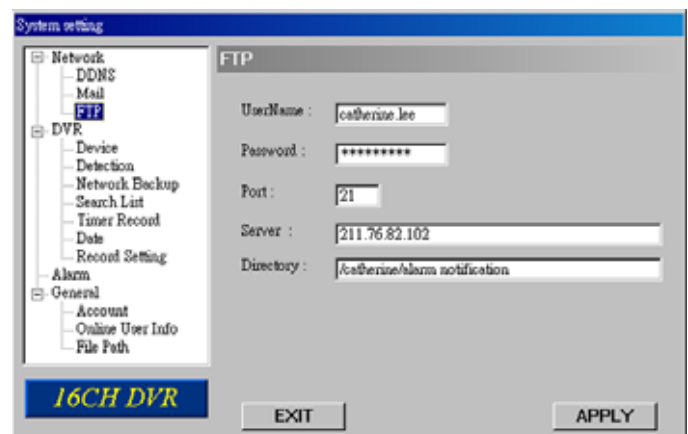 System setting
Network
DDNS
Mail
FTP
DVR
Device
Detection
Network Backup
Search List
Timer Record
Date
Record Setting
Alarm
General
Account
Online User Info
File Path
16CH DVR
FTP
UserName :
catherine.lee
Password :
*********
Port :
21
Server :
211.76.82.102
Directory :
/catherine/alarm notification
EXIT
APPLY